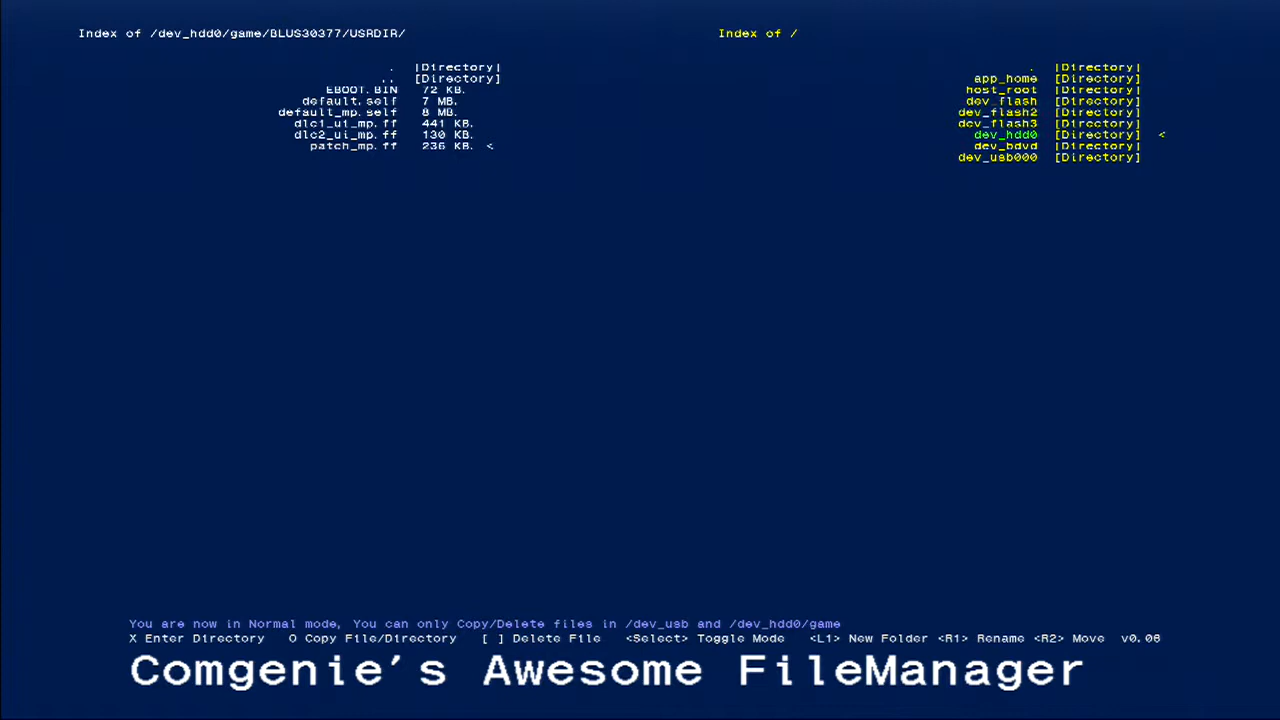 Index of /dev_hdd0/game/BLUS30377/USRDIR/
. [Directory]
.. [Directory]
EBOOT.BIN 72 KB.
default.self 7 MB.
default_mp.self 8 MB.
dlc1_ui_mp.ff 441 KB.
dlc2_ui_mp.ff 130 KB.
patch_mp.ff 236 KB. <
Index of /
. [Directory]
app_home [Directory]
host_root [Directory]
dev_flash [Directory]
dev_flash2 [Directory]
dev_flash3 [Directory]
dev_hdd0 [Directory] <
dev_bdvd [Directory]
dev_usb000 [Directory]
You are now in Normal mode, You can only Copy/Delete files in /dev_usb and /dev_hdd0/game
X Enter Directory O Copy File/Directory [ ] Delete File <Select> Toggle Mode <L1> New Folder <R1> Rename <R2> Move v0.06
Comgenie's Awesome FileManager